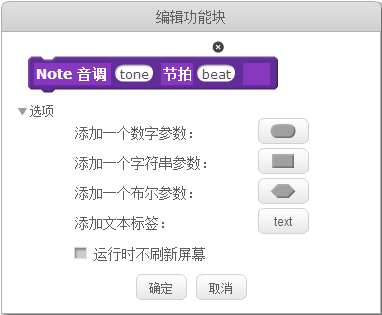 编辑功能块
Note 音调 tone 节拍 beat
选项
添加一个数字参数：
添加一个字符串参数：
添加一个布尔参数：
添加文本标签： text
运行时不刷新屏幕
确定 取消